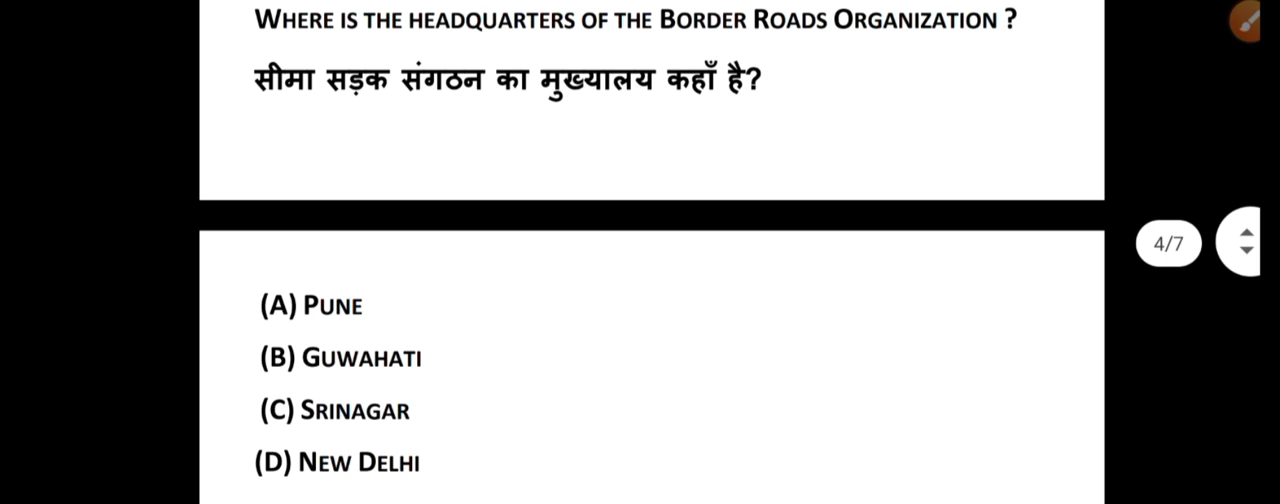 WHERE IS THE HEADQUARTERS OF THE BORDER ROADS ORGANIZATION ?
सीमा सड़क संगठन का मुख्यालय कहाँ है?
4/7
(A) PUNE
(B) GUWAHATI
(C) SRINAGAR
(D) NEW DELHI